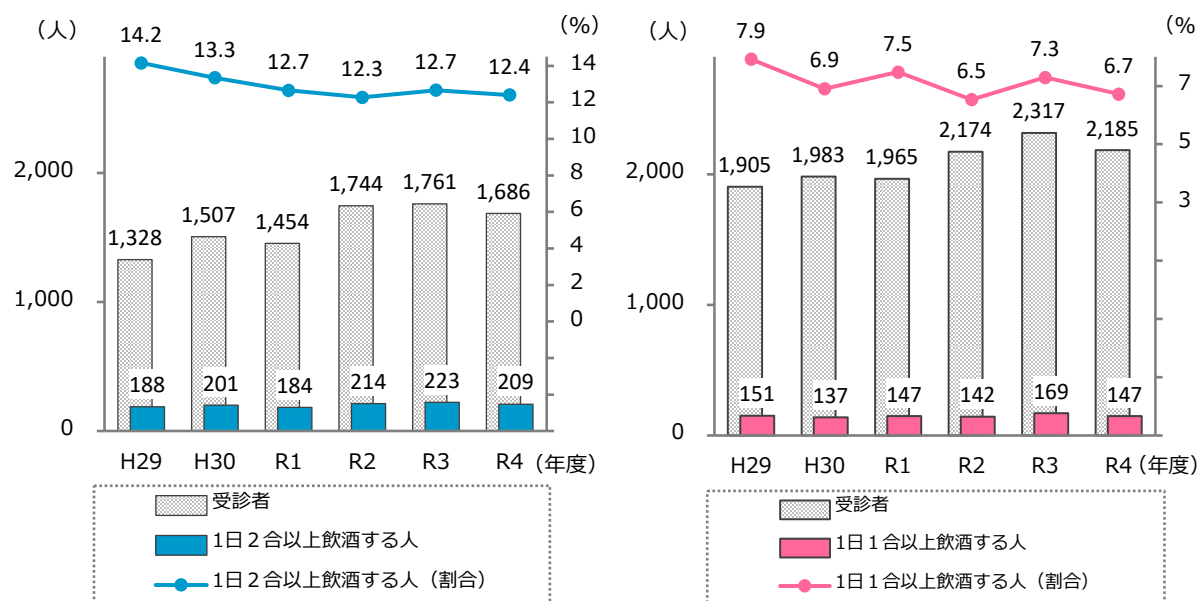 （人）
（%）
14.2 13.3 12.7 12.3 12.7 12.4
14
12
10
8
6
4
2
0
2,000
1,000
0
1,328 1,507 1,454 1,744 1,761 1,686
188 201 184 214 223 209
H29 H30 R1 R2 R3 R4 （年度）
受診者
1日２合以上飲酒する人
1日２合以上飲酒する人（割合）
（人）
（%
7.9 6.9 7.5 6.5 7.3 6.7
7
5
3
2,000
1,000
0
1,905 1,983 1,965 2,174 2,317 2,185
151 137 147 142 169 147
H29 H30 R1 R2 R3 R4 （年度）
受診者
1日１合以上飲酒する人
1日１合以上飲酒する人（割合）